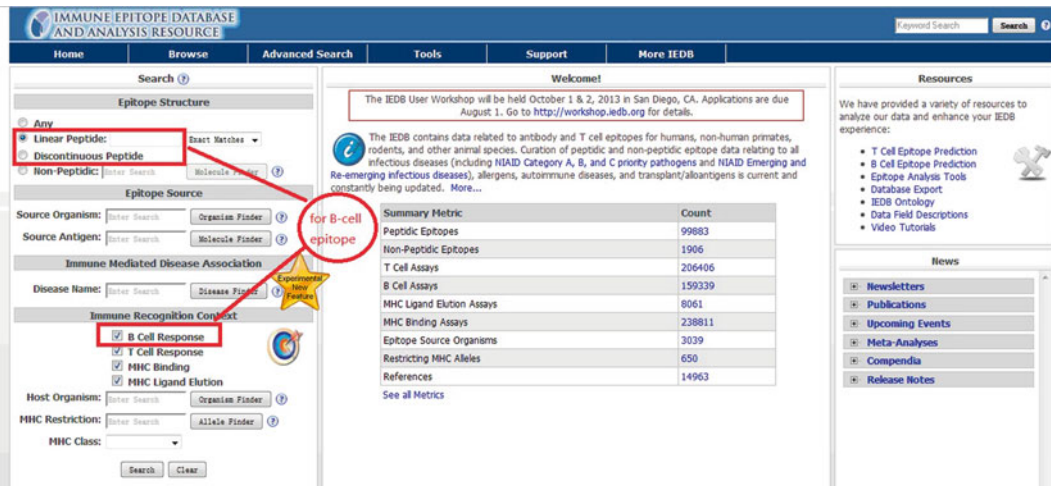 IMMUNE EPITOPE DATABASE
AND ANALYSIS RESOURCE
Keyword Search
Search
Home Browse Advanced Search Tools Support More IEDB
Search
Epitope Structure
Any
Linear Peptide: Exact Matches
Discontinuous Peptide
Non-Peptidic: Enter Search Molecule Finder
Epitope Source
Source Organism: Enter Search Organism Finder
Source Antigen: Enter Search Molecule Finder
Immune Mediated Disease Association
Disease Name: Enter Search Disease Finder
Experimental
New
Feature
Immune Recognition Context
B Cell Response
T Cell Response
MHC Binding
MHC Ligand Elution
Host Organism: Enter Search Organism Finder
MHC Restriction: Enter Search Allele Finder
MHC Class:
Search Clear
for B-cell
epitope
Welcome!
The IEDB User Workshop will be held October 1 & 2, 2013 in San Diego, CA. Applications are due
August 1. Go to http://workshop.iedb.org for details.
The IEDB contains data related to antibody and T cell epitopes for humans, non-human primates,
rodents, and other animal species. Curation of peptidic and non-peptidic epitope data relating to all
infectious diseases (including NIAID Category A, B, and C priority pathogens and NIAID Emerging and
Re-emerging infectious diseases), allergens, autoimmune diseases, and transplant/alloantigens is current and
constantly being updated. More...
Summary Metric Count
Peptidic Epitopes 99883
Non-Peptidic Epitopes 1906
T Cell Assays 206406
B Cell Assays 159339
MHC Ligand Elution Assays 8061
MHC Binding Assays 238811
Epitope Source Organisms 3039
Restricting MHC Alleles 650
References 14963
See all Metrics
Resources
We have provided a variety of resources to
analyze our data and enhance your IEDB
experience:
T Cell Epitope Prediction
B Cell Epitope Prediction
Epitope Analysis Tools
Database Export
IEDB Ontology
Data Field Descriptions
Video Tutorials
News
Newsletters
Publications
Upcoming Events
Meta-Analyses
Compendia
Release Notes